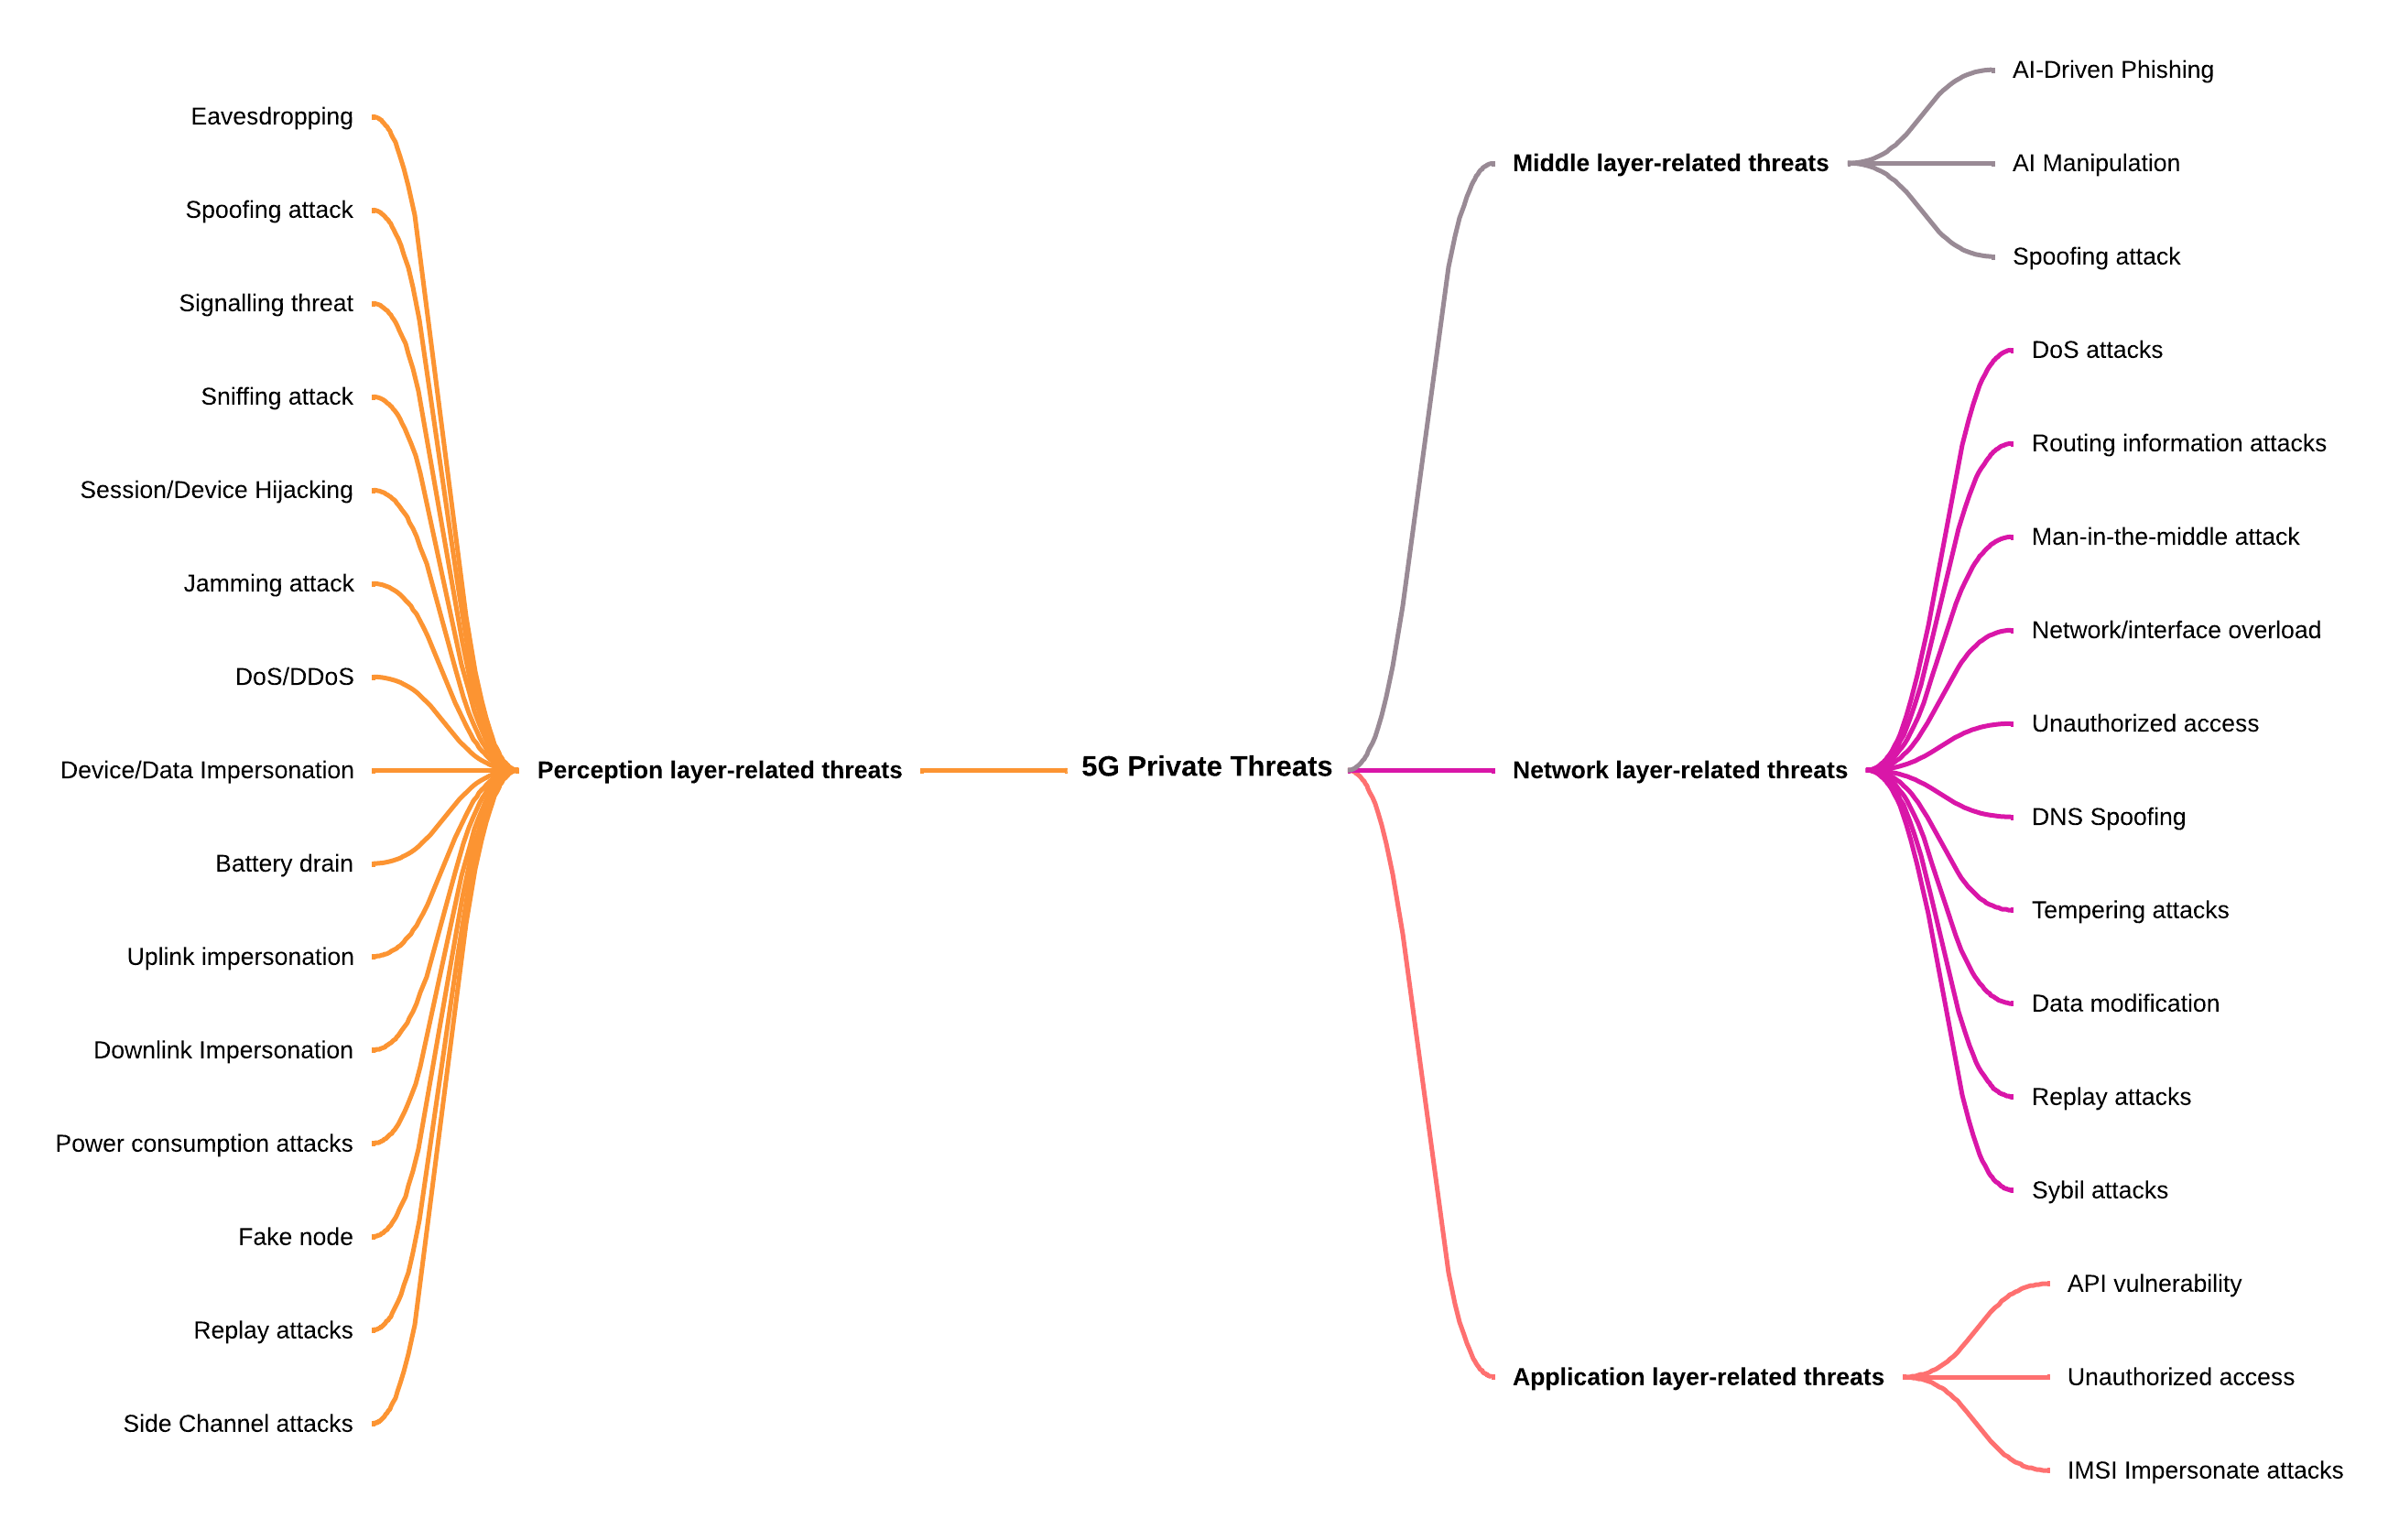 Eavesdropping
Spoofing attack
Signalling threat
Sniffing attack
Session/Device Hijacking
Jamming attack
DoS/DDoS
Device/Data Impersonation
Battery drain
Uplink impersonation
Downlink Impersonation
Power consumption attacks
Fake node
Replay attacks
Side Channel attacks
Perception layer-related threats
5G Private Threats
Middle layer-related threats
AI-Driven Phishing
AI Manipulation
Spoofing attack
Network layer-related threats
DoS attacks
Routing information attacks
Man-in-the-middle attack
Network/interface overload
Unauthorized access
DNS Spoofing
Tempering attacks
Data modification
Replay attacks
Sybil attacks
Application layer-related threats
API vulnerability
Unauthorized access
IMSI Impersonate attacks